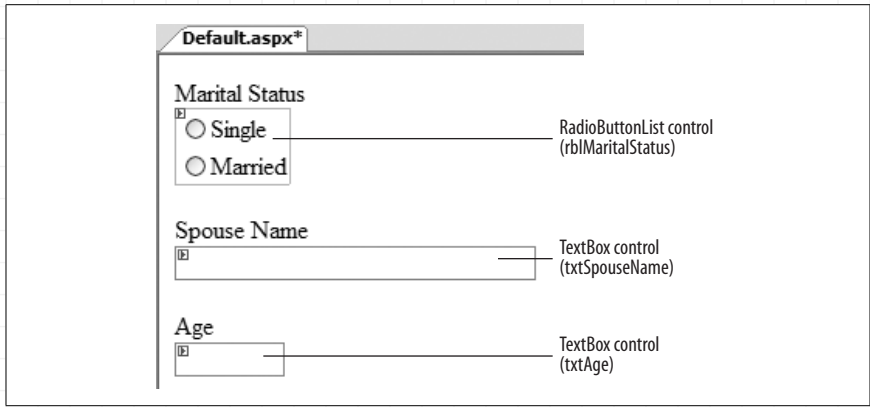 Default.aspx*
Marital Status
Single
Married
RadioButtonList control
(rblMaritalStatus)
Spouse Name
TextBox control
(txtSpouseName)
Age
TextBox control
(txtAge)